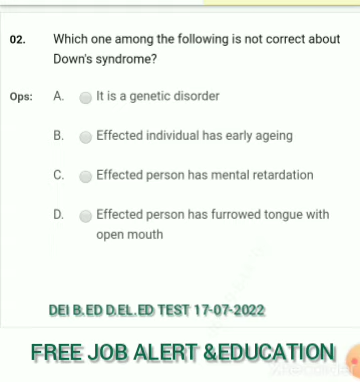 02. Which one among the following is not correct about
Down's syndrome?
Ops: A. It is a genetic disorder
B. Effected individual has early ageing
C. Effected person has mental retardation
D. Effected person has furrowed tongue with
open mouth
DEI B.ED D.EL.ED TEST 17-07-2022
FREE JOB ALERT &EDUCATION